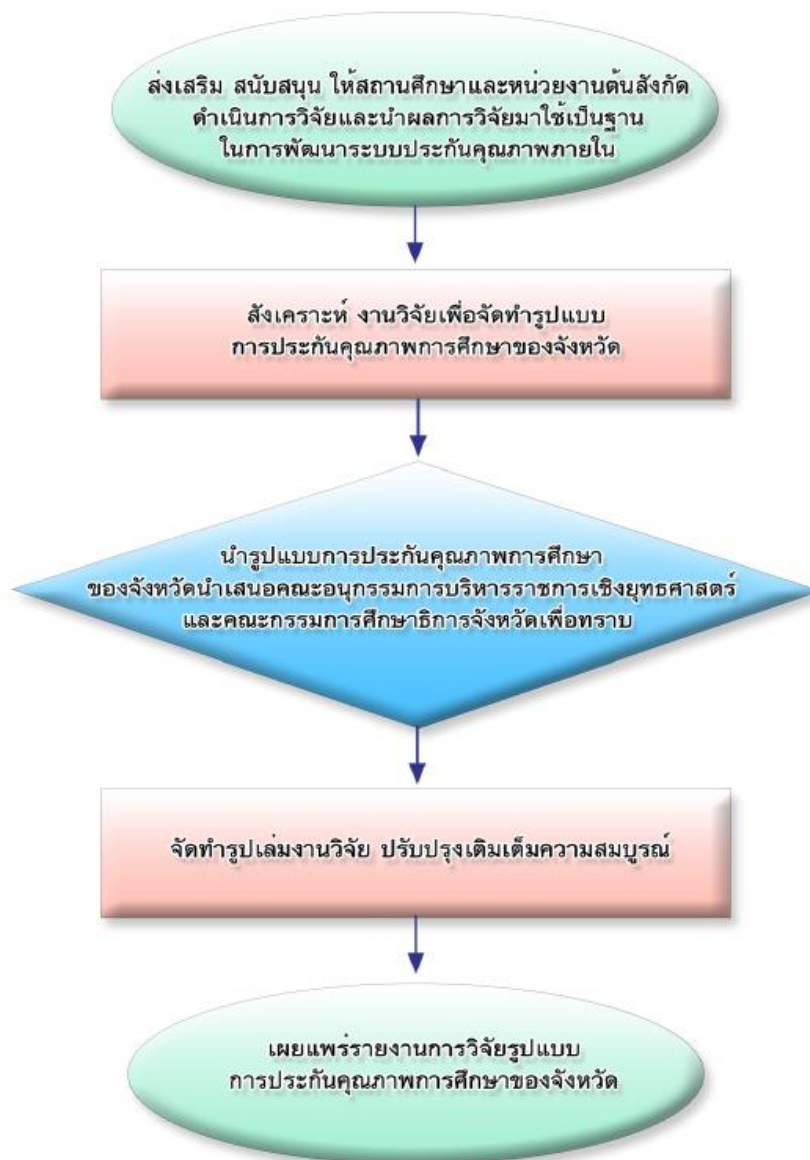 ส่งเสริม สนับสนุน ให้สถานศึกษาและหน่วยงานต้นสังกัด
ดำเนินการวิจัยและนำผลการวิจัยมาใช้เป็นฐาน
ในการพัฒนาระบบประกันคุณภาพภายใน
สังเคราะห์ งานวิจัยเพื่อจัดทำรูปแบบ
การประกันคุณภาพการศึกษาของจังหวัด
นำรูปแบบการประกันคุณภาพการศึกษา
ของจังหวัดนำเสนอคณะอนุกรรมการบริหารราชการเชิงยุทธศาสตร์
และคณะกรรมการศึกษาธิการจังหวัดเพื่อทราบ
จัดทำรูปเล่มงานวิจัย ปรับปรุงเติมเต็มความสมบูรณ์
เผยแพร่รายงานการวิจัยรูปแบบ
การประกันคุณภาพการศึกษาของจังหวัด